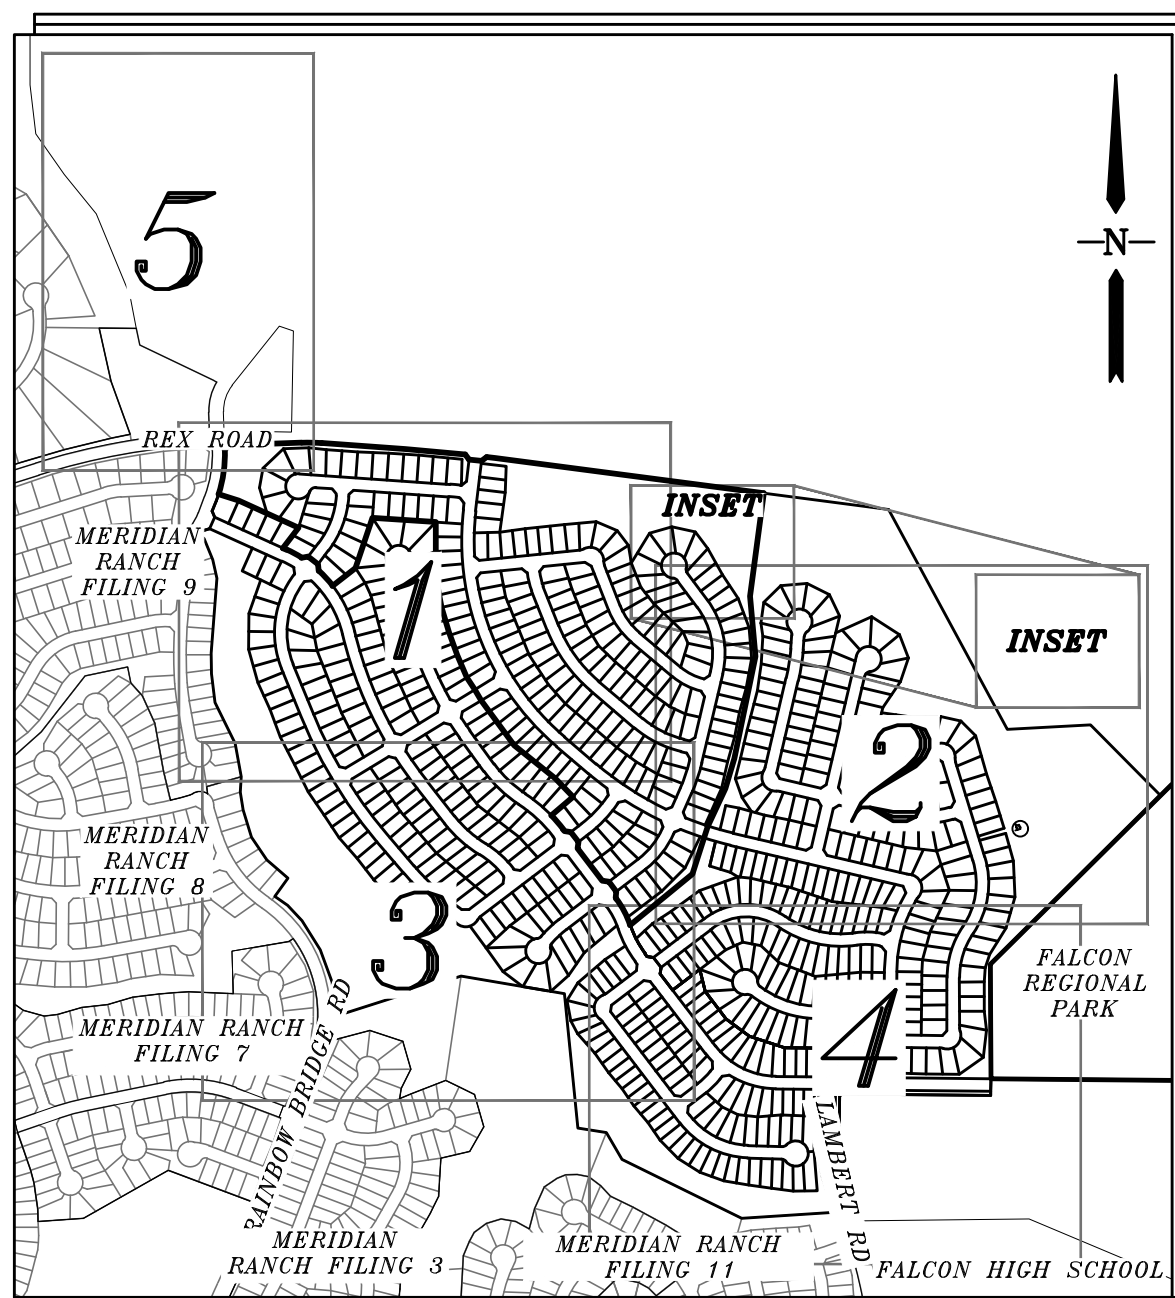 5
N
REX ROAD
INSET
MERIDIAN
RANCH
FILING 9
1
INSET
2
MERIDIAN
RANCH
FILING 8
3
FALCON
REGIONAL
PARK
MERIDIAN RANCH
FILING 7
4
RAINBOW BRIDGE RD
LAMBERT RD
MERIDIAN
RANCH FILING 3
MERIDIAN RANCH
FILING 11
FALCON HIGH SCHOOL